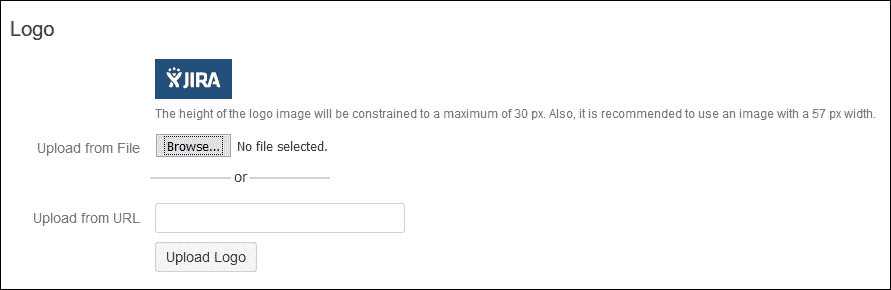 Logo
JIRA
The height of the logo image will be constrained to a maximum of 30 px. Also, it is recommended to use an image with a 57 px width.
Upload from File Browse... No file selected.
or
Upload from URL
Upload Logo